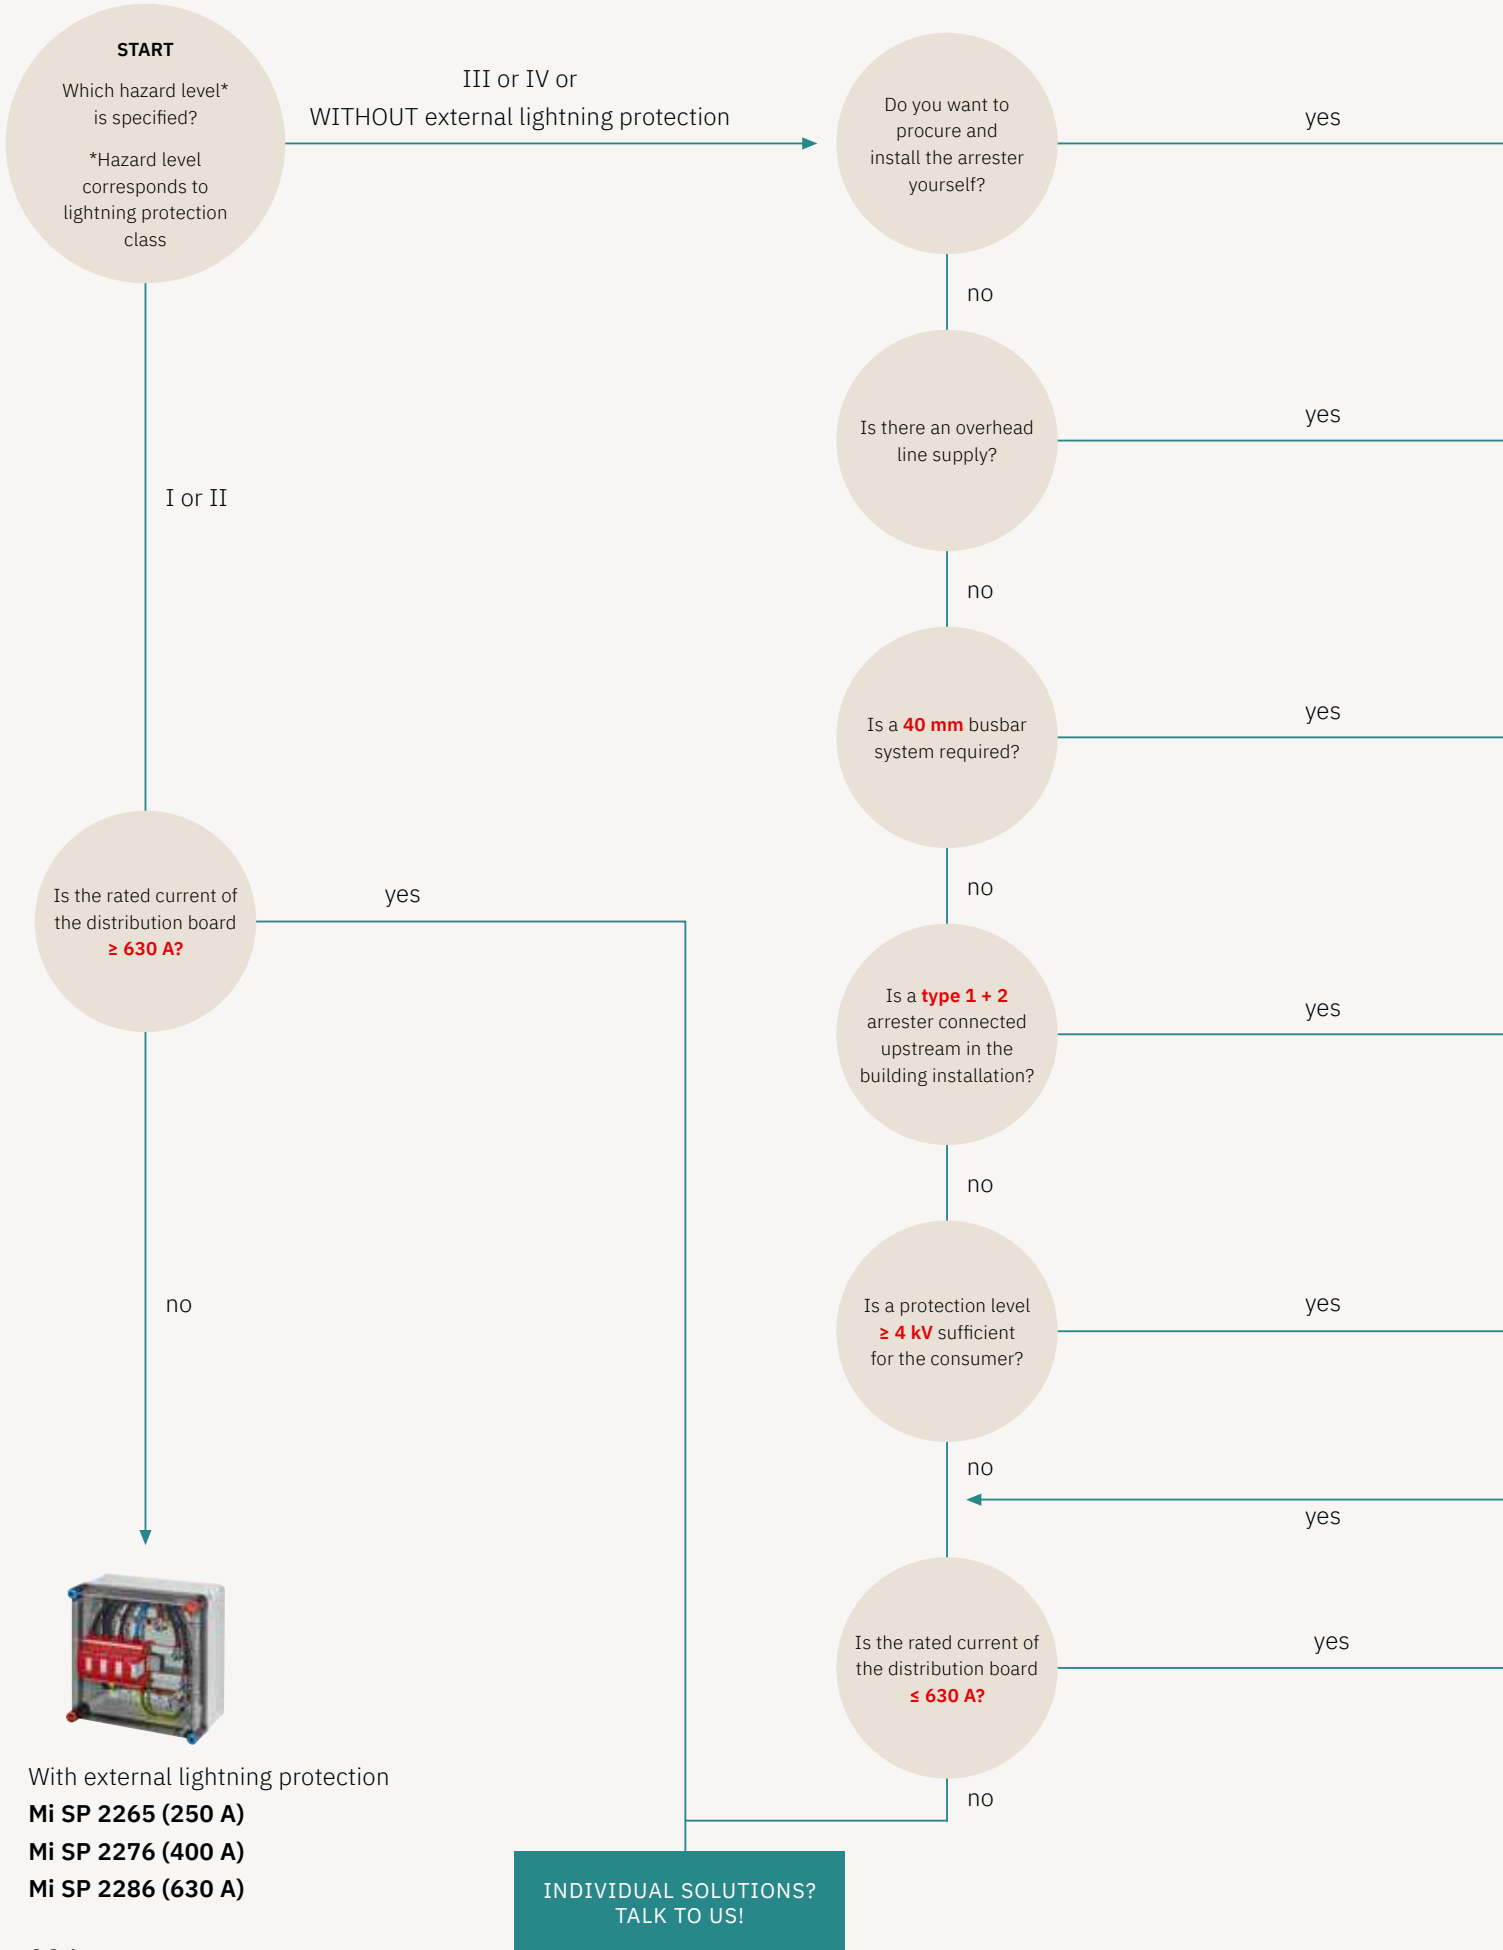 START
Which hazard level*
is specified?
*Hazard level
corresponds to
lightning protection
class
III or IV or
WITHOUT external lightning protection
Do you want to
procure and
install the arrester
yourself?
yes
no
Is there an overhead
line supply?
yes
I or II
no
Is a 40 mm busbar
system required?
yes
no
Is the rated current of
the distribution board
≥ 630 A?
yes
Is a type 1 + 2
arrester connected
upstream in the
building installation?
yes
no
Is a protection level
≥ 4 kV sufficient
for the consumer?
yes
no
no
yes
Is the rated current of
the distribution board
≤ 630 A?
yes
no
With external lightning protection
Mi SP 2265 (250 A)
Mi SP 2276 (400 A)
Mi SP 2286 (630 A)
INDIVIDUAL SOLUTIONS?
TALK TO US!